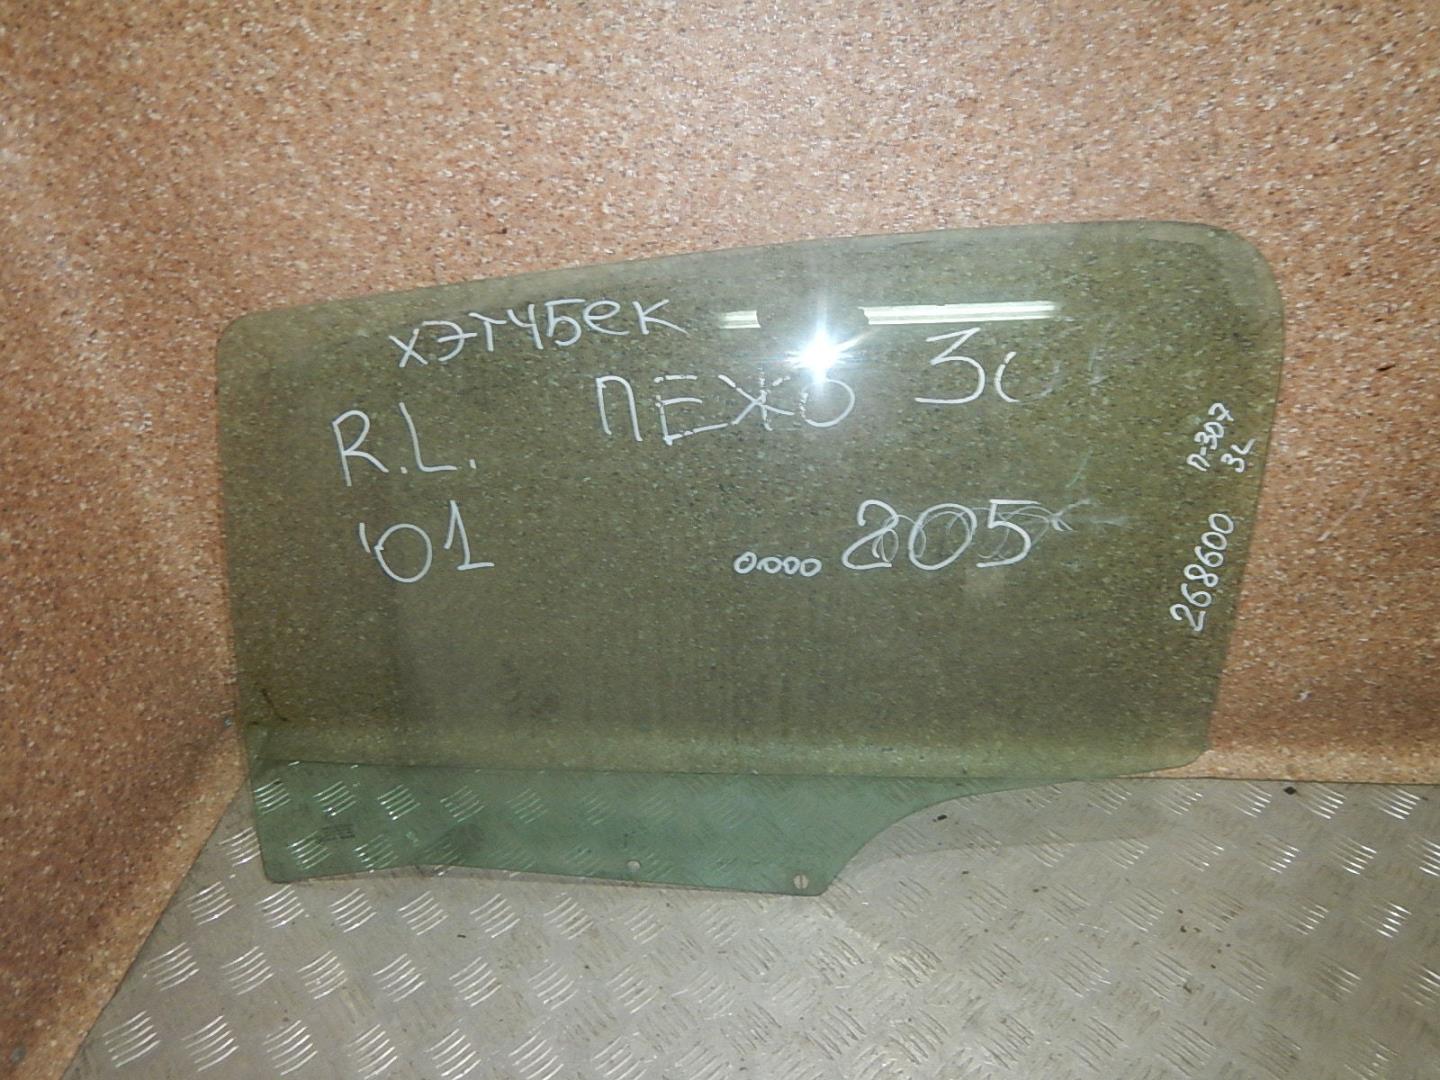 хэтчбек
ПЕЖО 30
R.L.
'01
0.000 205
П-307
3L
268600